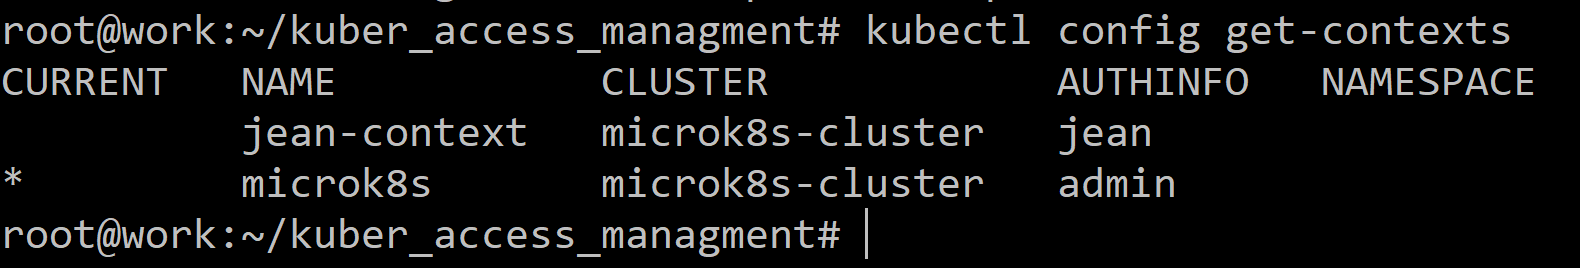 root@work:~/kuber_access_managment# kubectl config get-contexts
CURRENT   NAME           CLUSTER            AUTHINFO   NAMESPACE
          jean-context   microk8s-cluster   jean
*         microk8s       microk8s-cluster   admin
root@work:~/kuber_access_managment#